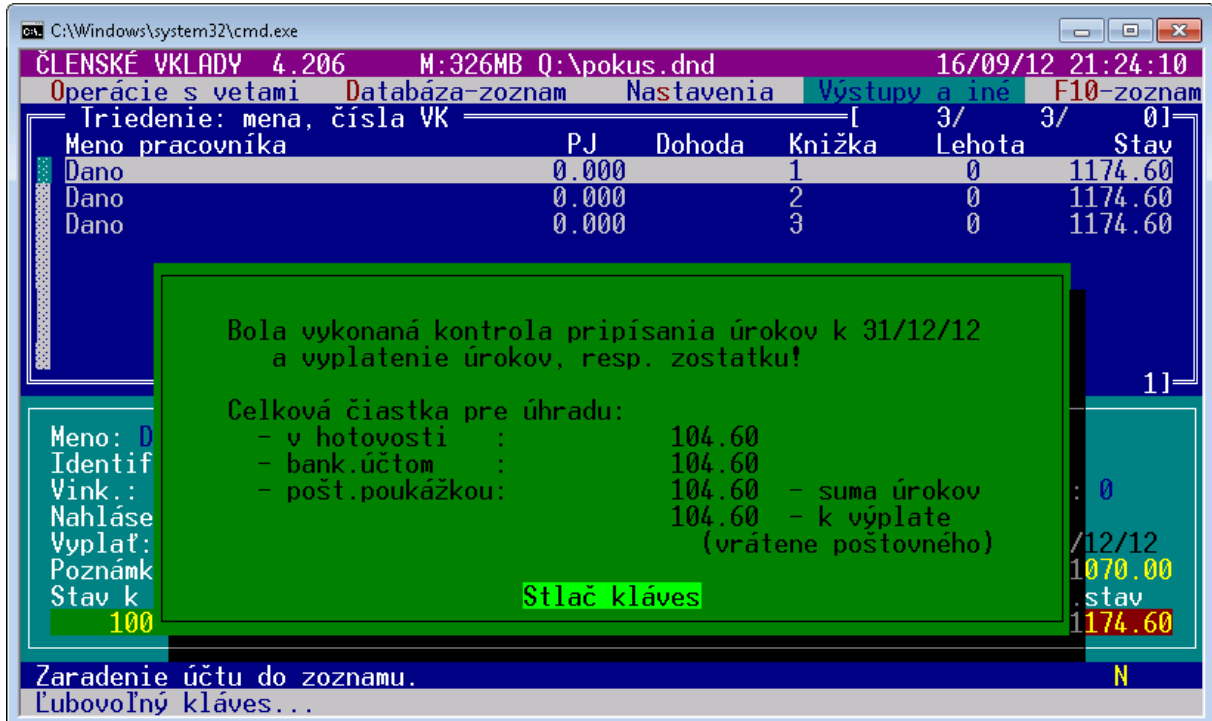 C:\Windows\system32\cmd.exe
ČLENSKÉ VKLADY 4.206 M:326MB Q:\pokus.dnd 16/09/12 21:24:10
Operácie s vetami Databáza-zoznam Nastavenia Výstupy a iné F10-zoznam
Triedenie: mena, čísla VK [ 3/ 3/ 0]
Meno pracovníka PJ Dohoda Knižka Lehota Stav
Dano 0.000 1 0 1174.60
Dano 0.000 2 0 1174.60
Dano 0.000 3 0 1174.60
Bola vykonaná kontrola pripísania úrokov k 31/12/12
a vyplatenie úrokov, resp. zostatku!
1]
Celková čiastka pre úhradu:
Meno: D - v hotovosti : 104.60
Identif - bank.účtom : 104.60
Vink.: - pošt.poukážkou: 104.60 - suma úrokov : 0
Nahláse 104.60 - k výplate
Vyplať: (vrátene poštovného) /12/12
Poznámk 1070.00
Stav k Stlač kláves .stav
100 1174.60
Zaradenie účtu do zoznamu. N
Ľubovoľný kláves...